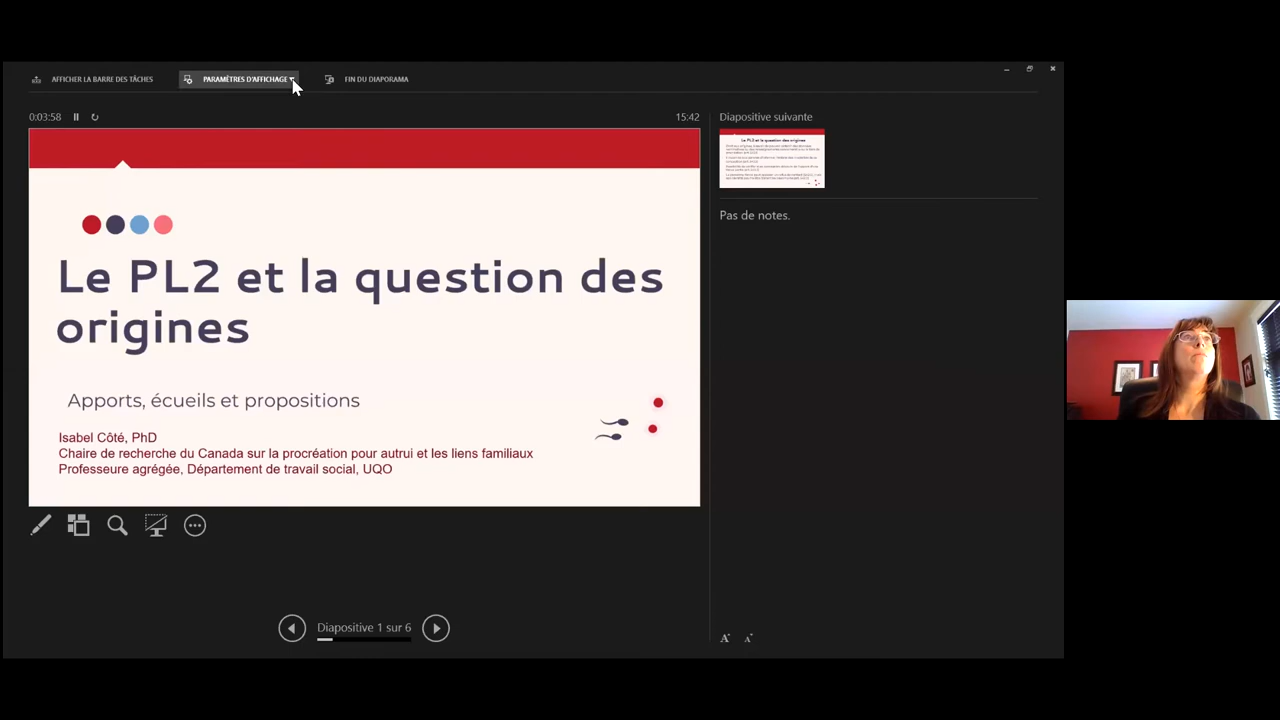 AFFICHER LA BARRE DES TÂCHES
PARAMÈTRES D'AFFICHAGE
FIN DU DIAPORAMA
0:03:58
15:42
Le PL2 et la question des
origines
Apports, écueils et propositions
Isabel Côté, PhD
Chaire de recherche du Canada sur la procréation pour autrui et les liens familiaux
Professeure agrégée, Département de travail social, UQO
Diapositive 1 sur 6
Diapositive suivante
Le PL2 et la question des origines
Pas de notes.
A
A